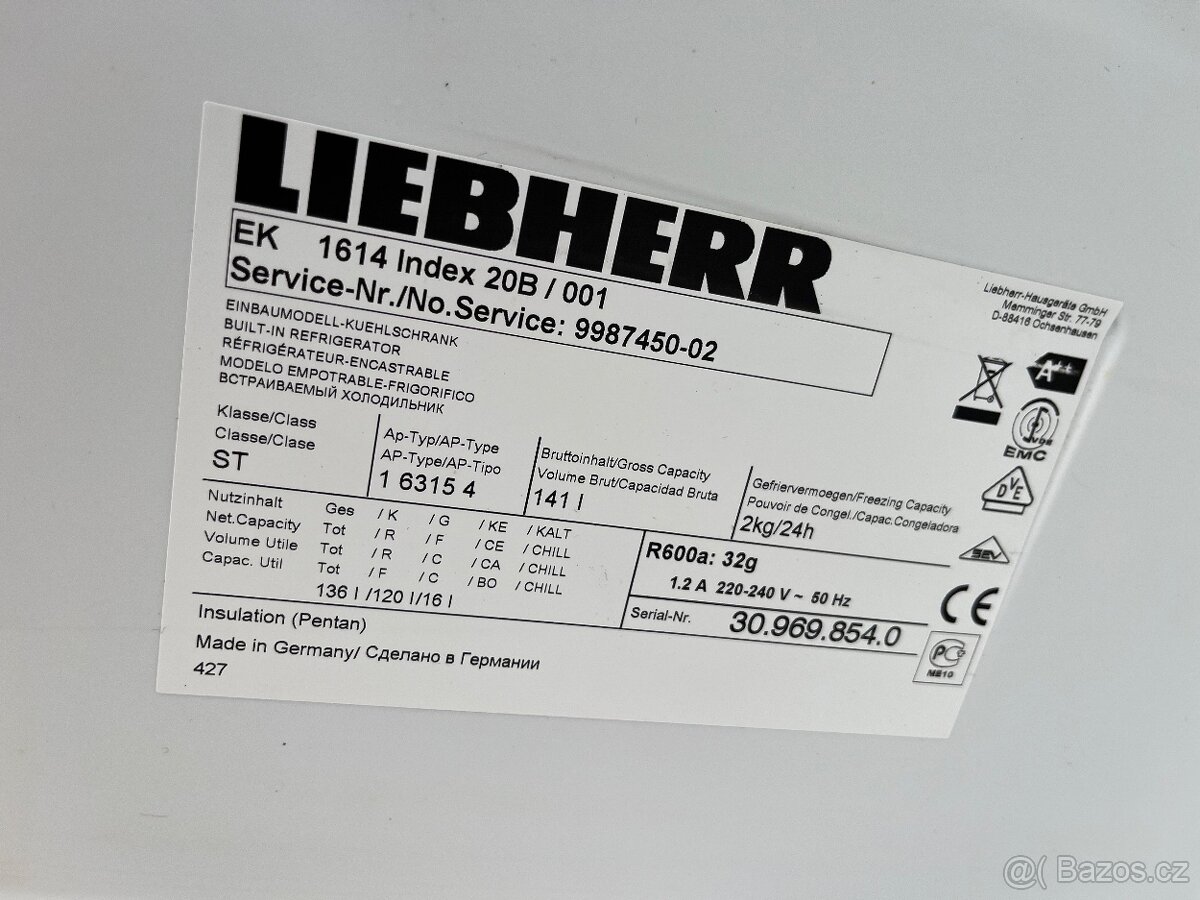 LIEBHERR
EK 1614 Index 20B / 001
Service-Nr./No.Service: 9987450-02
Liebherr-Hausgeräte GmbH
Memminger Str. 77-79
D-88416 Ochsenhausen
EINBAUMODELL-KUEHLSCHRANK
BUILT-IN REFRIGERATOR
RÉFRIGÉRATEUR-ENCASTRABLE
MODELO EMPOTRABLE-FRIGORIFICO
ВСТРАИВАЕМЫЙ ХОЛОДИЛЬНИК
A++
VDE
EMC
DVE
SEV
CE
PC
ME10
Klasse/Class
Classe/Clase
ST
Ap-Typ/AP-Type
AP-Type/AP-Tipo
1 6315 4
Bruttoinhalt/Gross Capacity
Volume Brut/Capacidad Bruta
141 l
Gefriervermoegen/Freezing Capacity
Pouvoir de Congel./Capac.Congeladora
2kg/24h
Nutzinhalt Ges / K / G / KE / KALT
Net.Capacity Tot / R / F / CE / CHILL
Volume Utile Tot / R / C / CA / CHILL
Capac. Util Tot / F / C / BO / CHILL
136 l /120 l/16 l
R600a: 32g
1.2 A 220-240 V ~ 50 Hz
Serial-Nr. 30.969.854.0
Insulation (Pentan)
Made in Germany/ Сделано в Германии
427
@( Bazos.cz